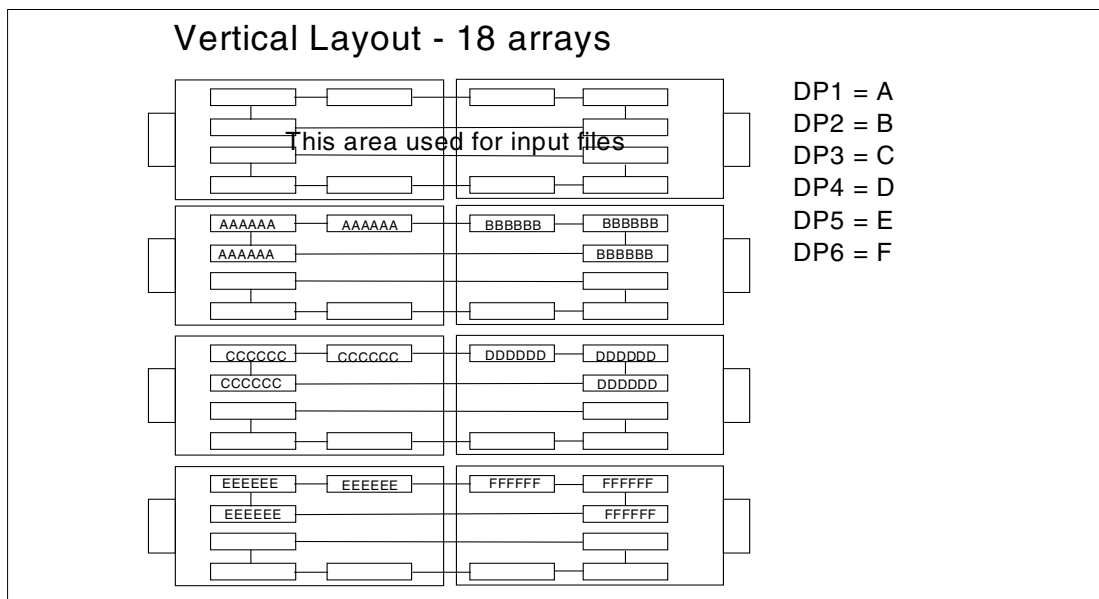 Vertical Layout - 18 arrays
DP1 = A
DP2 = B
DP3 = C
DP4 = D
DP5 = E
DP6 = F
This area used for input files
AAAAAA AAAAAA BBBBBB BBBBBB
AAAAAA BBBBBB
CCCCCC CCCCCC DDDDDD DDDDDD
CCCCCC DDDDDD
EEEEEE EEEEEE FFFFFF FFFFFF
EEEEEE FFFFFF